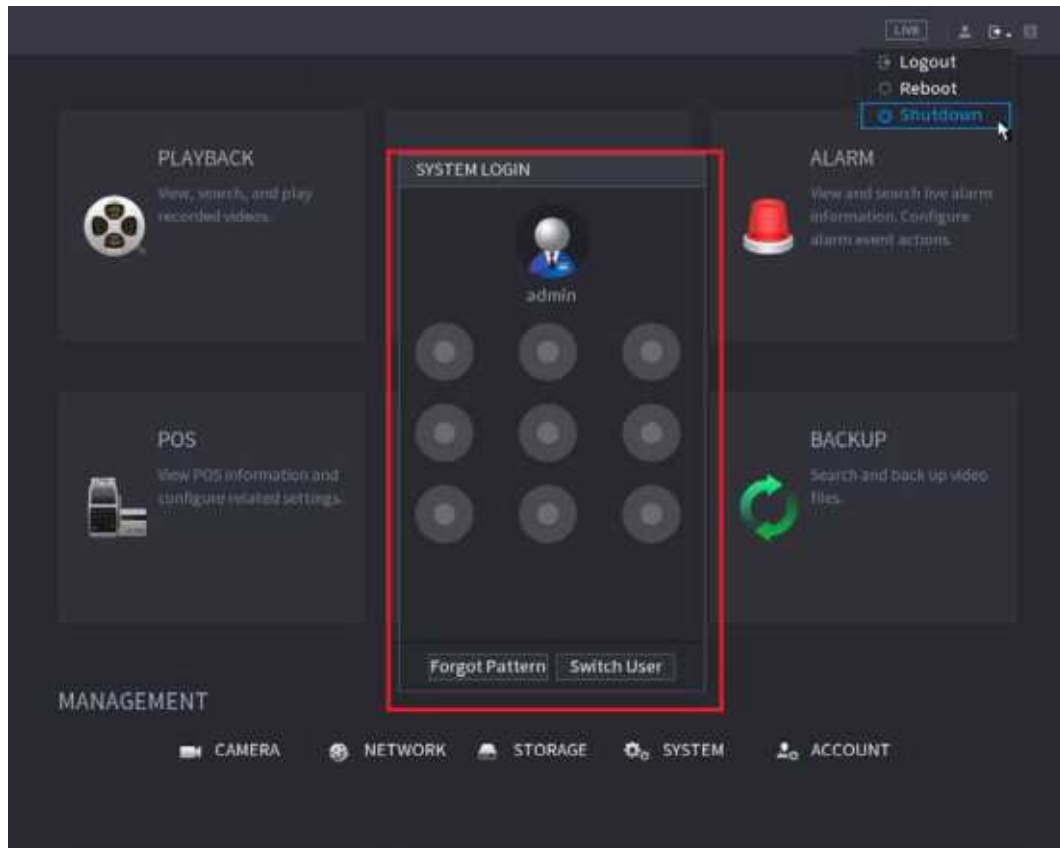 LIVE
Logout
Reboot
Shutdown
PLAYBACK
View, search, and play
recorded videos.
SYSTEM LOGIN
admin
ALARM
View and search live alarm
information. Configure
alarm event actions.
POS
View POS information and
configure related settings.
BACKUP
Search and back up video
files.
Forgot Pattern
Switch User
MANAGEMENT
CAMERA
NETWORK
STORAGE
SYSTEM
ACCOUNT